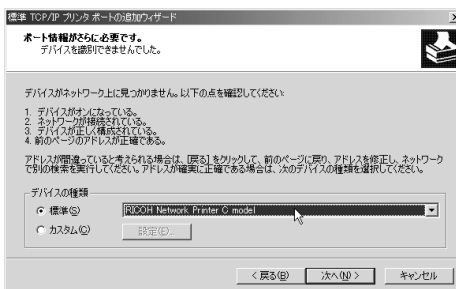 標準 TCP/IP プリンタ ポートの追加ウィザード
ポート情報がさらに必要です。
デバイスを識別できませんでした。
デバイスがネットワーク上に見つかりません。以下の点を確認してください:
1. デバイスがオンになっている。
2. ネットワークが接続されている。
3. デバイスが正しく構成されている。
4. 前のページのアドレスが正確である。
アドレスが間違っていると考えられる場合は、[戻る] をクリックして、前のページに戻り、アドレスを修正し、ネットワーク
で別の検索を実行してください。アドレスが確実に正確である場合は、次のデバイスの種類を選択してください。
デバイスの種類
標準(S)
RICOH Network Printer C model
カスタム(C)
設定(E)...
< 戻る(B)
次へ(N) >
キャンセル